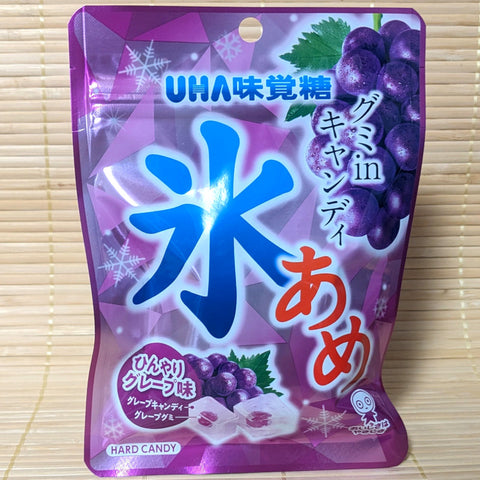 UHA味覚糖
グミin
キャンディ
氷
あめ
ひんやり
グレープ味
グレープキャンディー
グレープグミ
HARD CANDY